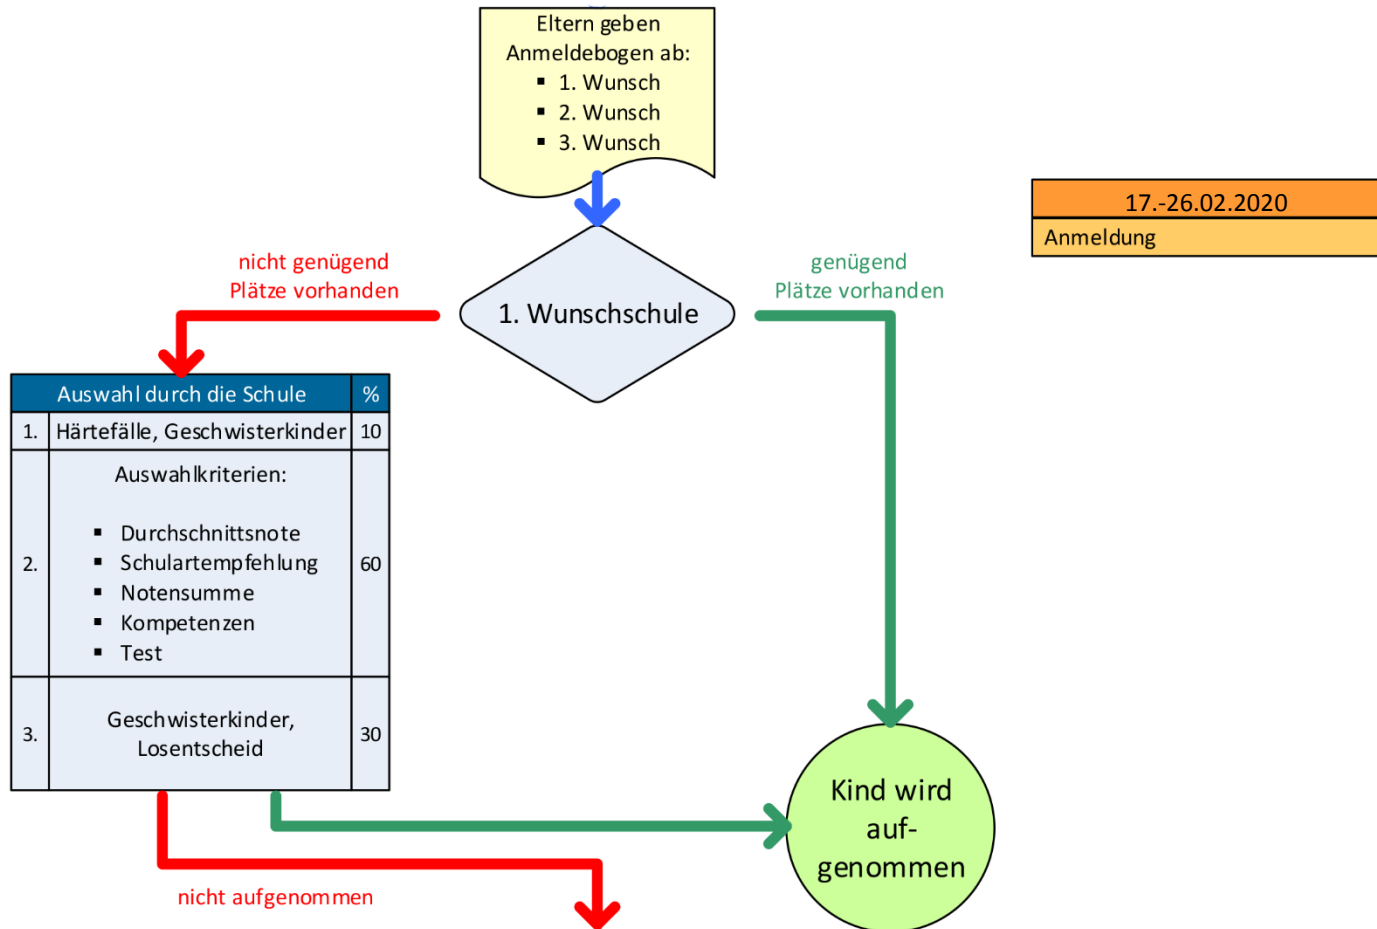 Eltern geben
Anmeldebogen ab:
▪ 1. Wunsch
▪ 2. Wunsch
▪ 3. Wunsch
17.-26.02.2020
Anmeldung
nicht genügend
Plätze vorhanden
genügend
Plätze vorhanden
1. Wunschschule
Auswahl durch die Schule %
1. Härtefälle, Geschwisterkinder 10
Auswahlkriterien:
▪ Durchschnittsnote
▪ Schulartempfehlung
2. 60
▪ Notensumme
▪ Kompetenzen
▪ Test
Geschwisterkinder,
3. 30
Losentscheid
Kind wird
auf-
genommen
nicht aufgenommen